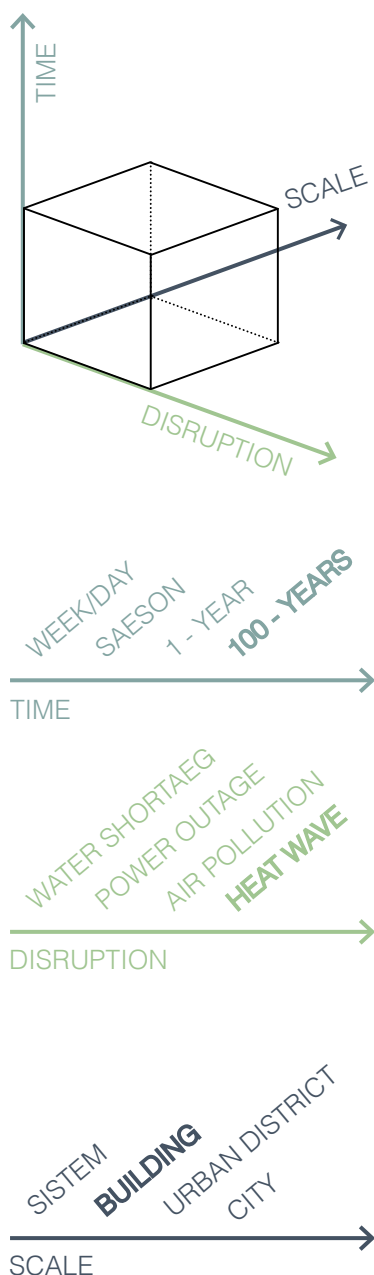 TIME
SCALE
DISRUPTION
WEEK/DAY
SAESON
1 - YEAR
100 - YEARS
TIME
WATER SHORTAEG
POWER OUTAGE
AIR POLLUTION
HEAT WAVE
DISRUPTION
SISTEM
BUILDING
URBAN DISTRICT
CITY
SCALE